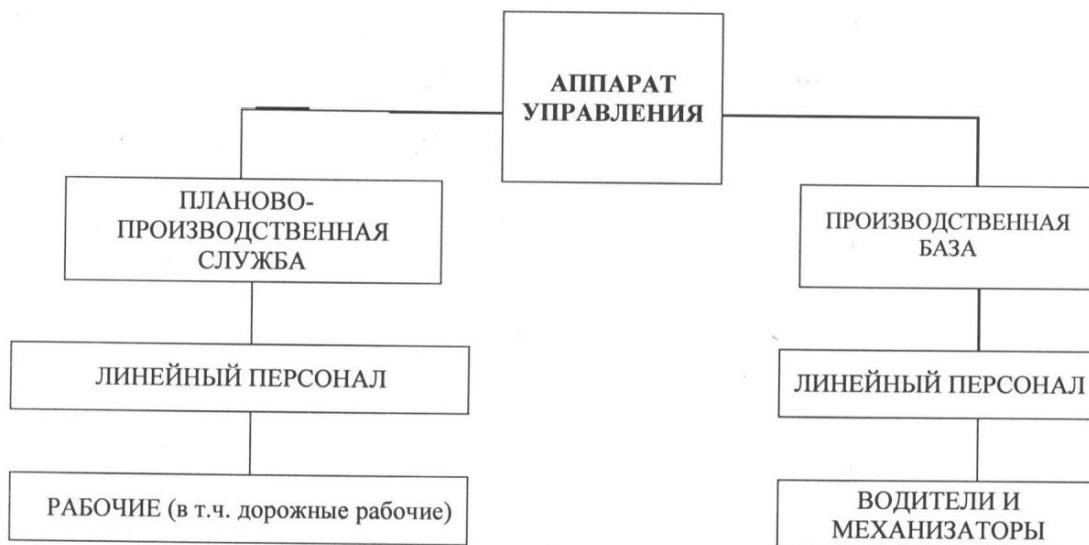 АППАРАТ
УПРАВЛЕНИЯ
ПЛАНОВО-
ПРОИЗВОДСТВЕННАЯ
СЛУЖБА
ПРОИЗВОДСТВЕННАЯ
БАЗА
ЛИНЕЙНЫЙ ПЕРСОНАЛ
ЛИНЕЙНЫЙ ПЕРСОНАЛ
РАБОЧИЕ (в т.ч. дорожные рабочие)
ВОДИТЕЛИ И
МЕХАНИЗАТОРЫ